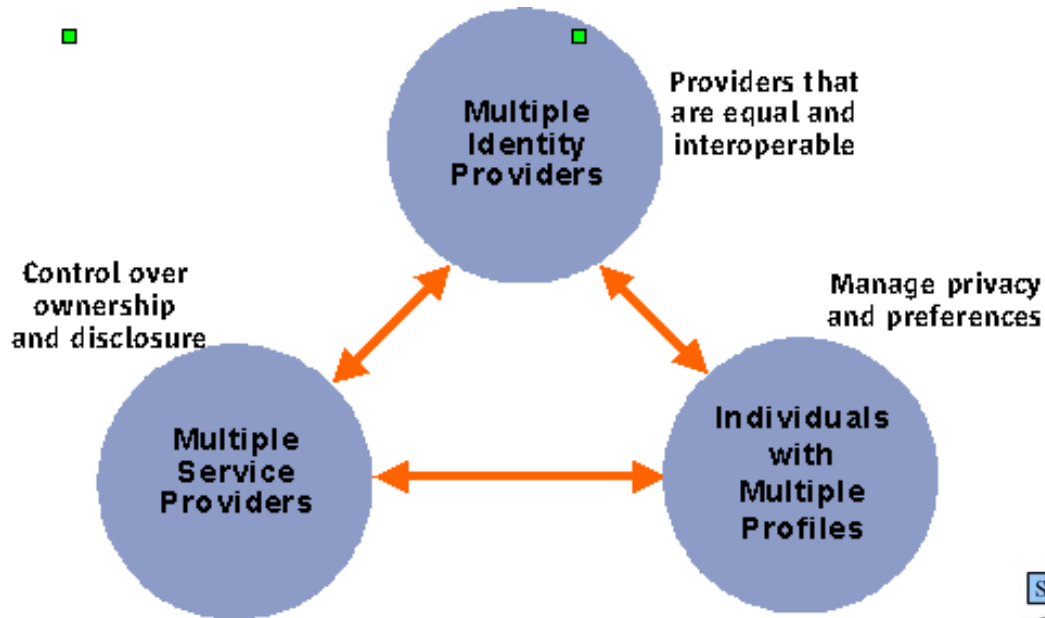 Multiple
Identity
Providers
Providers that
are equal and
interoperable
Control over
ownership
and disclosure
Manage privacy
and preferences
Multiple
Service
Providers
Individuals
with
Multiple
Profiles
S